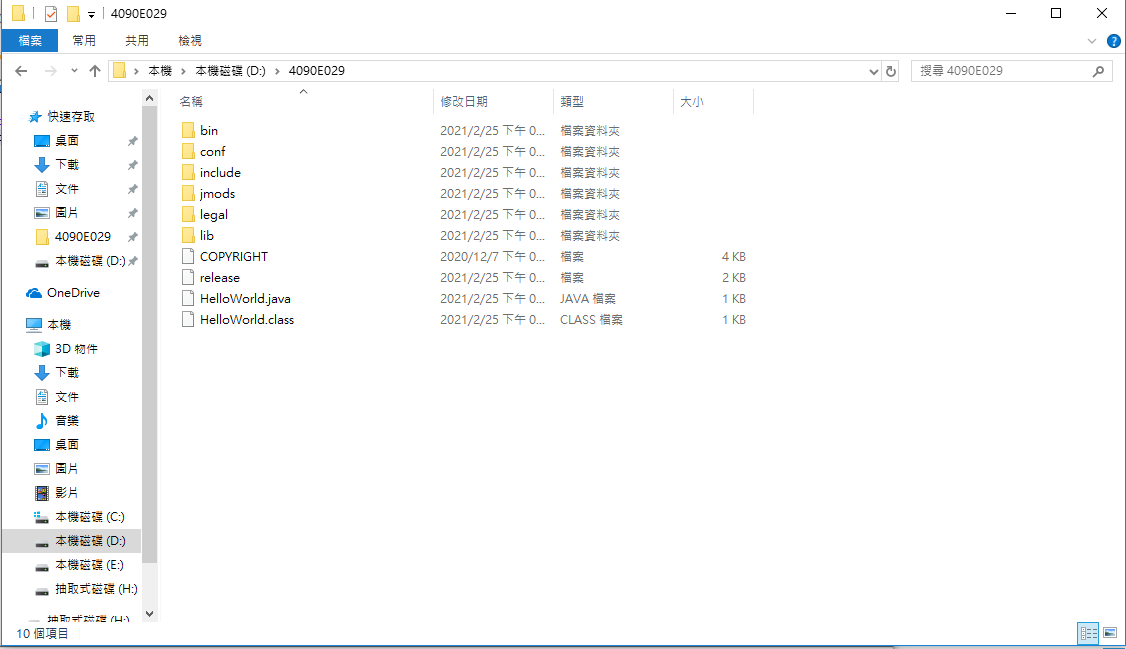 4090E029
檔案 常用 共用 檢視
本機 本機磁碟 (D:) 4090E029 搜尋 4090E029
名稱 修改日期 類型 大小
快速存取
桌面
下載
文件
圖片
4090E029
本機磁碟 (D:)
OneDrive
本機
3D 物件
下載
文件
音樂
桌面
圖片
影片
本機磁碟 (C:)
本機磁碟 (D:)
本機磁碟 (E:)
抽取式磁碟 (H:)
抽取式磁碟 (H:)
bin 2021/2/25 下午 0... 檔案資料夾
conf 2021/2/25 下午 0... 檔案資料夾
include 2021/2/25 下午 0... 檔案資料夾
jmods 2021/2/25 下午 0... 檔案資料夾
legal 2021/2/25 下午 0... 檔案資料夾
lib 2021/2/25 下午 0... 檔案資料夾
COPYRIGHT 2020/12/7 下午 0... 檔案 4 KB
release 2021/2/25 下午 0... 檔案 2 KB
HelloWorld.java 2021/2/25 下午 0... JAVA 檔案 1 KB
HelloWorld.class 2021/2/25 下午 0... CLASS 檔案 1 KB
10 個項目